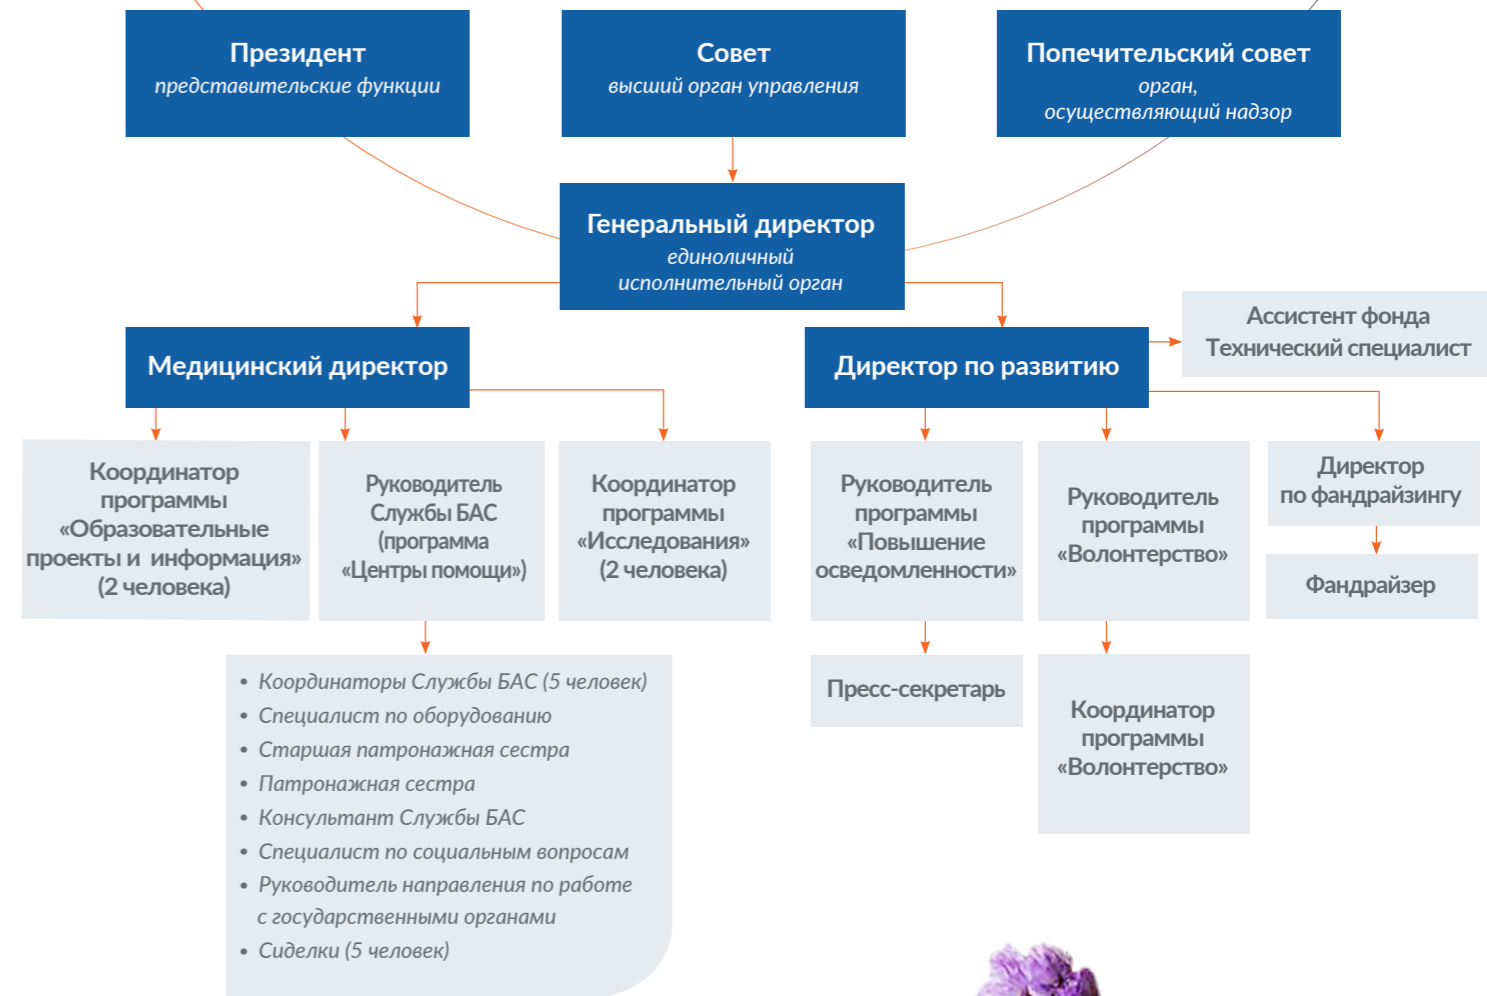 Президент
представительские функции
Совет
высший орган управления
Попечительский совет
орган,
осуществляющий надзор
Генеральный директор
единоличный
исполнительный орган
Медицинский директор
Директор по развитию
Ассистент фонда
Технический специалист
Координатор
программы
«Образовательные
проекты и информация»
(2 человека)
Руководитель
Службы БАС
(программа
«Центры помощи»)
Координатор
программы
«Исследования»
(2 человека)
Руководитель
программы
«Повышение
осведомленности»
Руководитель
программы
«Волонтерство»
Директор
по фандрайзингу
Фандрайзер
• Координаторы Службы БАС (5 человек)
• Специалист по оборудованию
• Старшая патронажная сестра
• Патронажная сестра
• Консультант Службы БАС
• Специалист по социальным вопросам
• Руководитель направления по работе
с государственными органами
• Сиделки (5 человек)
Пресс-секретарь
Координатор
программы
«Волонтерство»